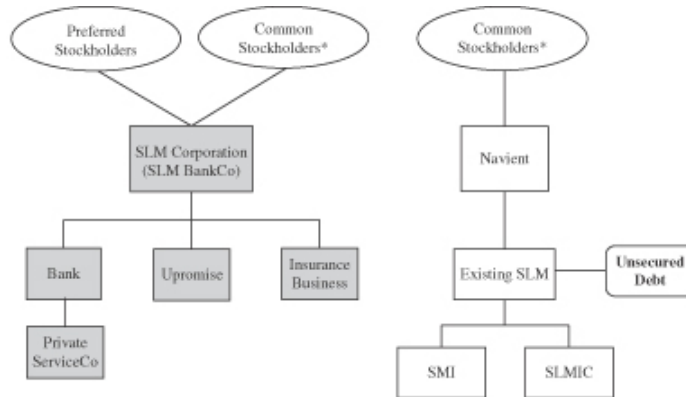 Preferred
Stockholders
Common
Stockholders*
Common
Stockholders*
SLM Corporation
(SLM BankCo)
Navient
Bank
Upromise
Insurance
Business
Existing SLM
Unsecured
Debt
Private
ServiceCo
SMI
SLMIC